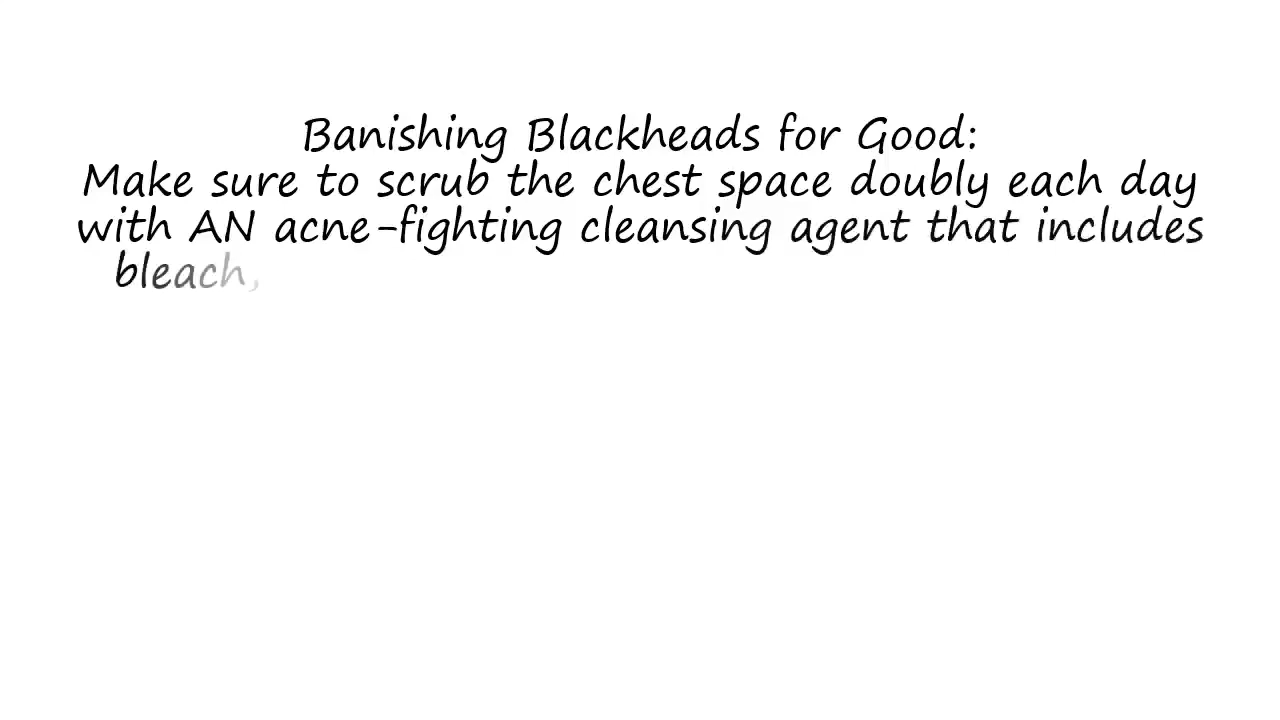 Banishing Blackheads for Good:
Make sure to scrub the chest space doubly each day
with AN acne-fighting cleansing agent that includes
bleach,